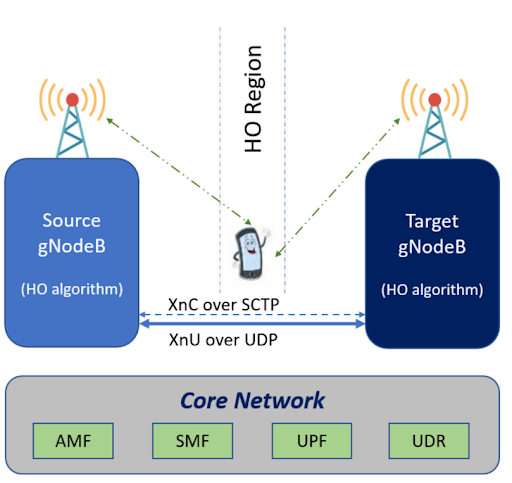 HO Region
Source
gNodeB
(HO algorithm)
Target
gNodeB
(HO algorithm)
XnC over SCTP
XnU over UDP
Core Network
AMF
SMF
UPF
UDR